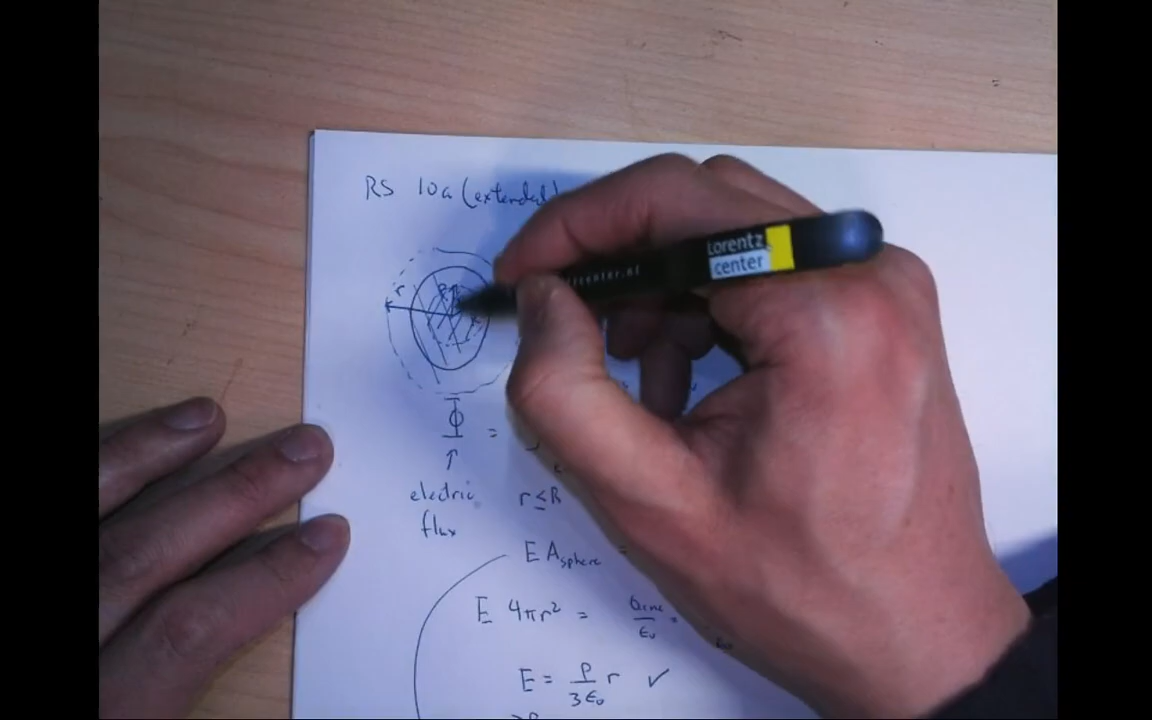 RS 10a (extended)
r R
Lorentz
center
Φ =
↑
electric
flux
r ≤ R
E A_sphere =
E 4πr² = Q_enc/ε₀ =
E = ρ/3ε₀ r ✓